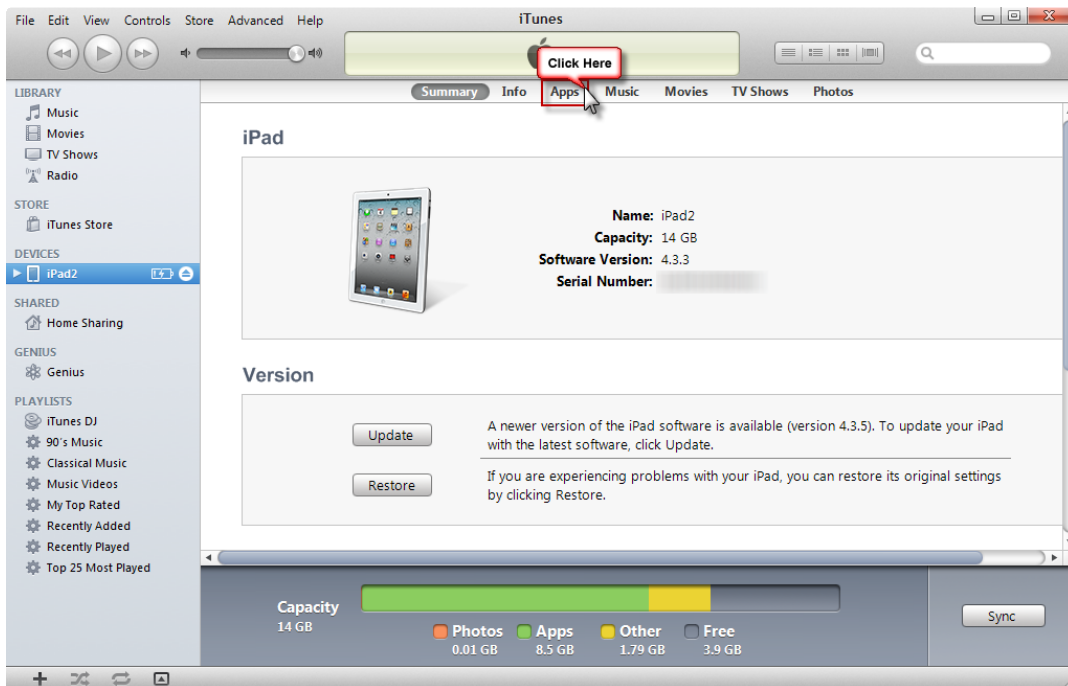 File Edit View Controls Store Advanced Help
iTunes
Click Here
LIBRARY
Music
Movies
TV Shows
Radio
STORE
iTunes Store
DEVICES
iPad2
SHARED
Home Sharing
GENIUS
Genius
PLAYLISTS
iTunes DJ
90's Music
Classical Music
Music Videos
My Top Rated
Recently Added
Recently Played
Top 25 Most Played
Summary Info Apps Music Movies TV Shows Photos
iPad
Name: iPad2
Capacity: 14 GB
Software Version: 4.3.3
Serial Number:
Version
Update
A newer version of the iPad software is available (version 4.3.5). To update your iPad
with the latest software, click Update.
Restore
If you are experiencing problems with your iPad, you can restore its original settings
by clicking Restore.
Capacity
14 GB
Photos Apps Other Free
0.01 GB 8.5 GB 1.79 GB 3.9 GB
Sync